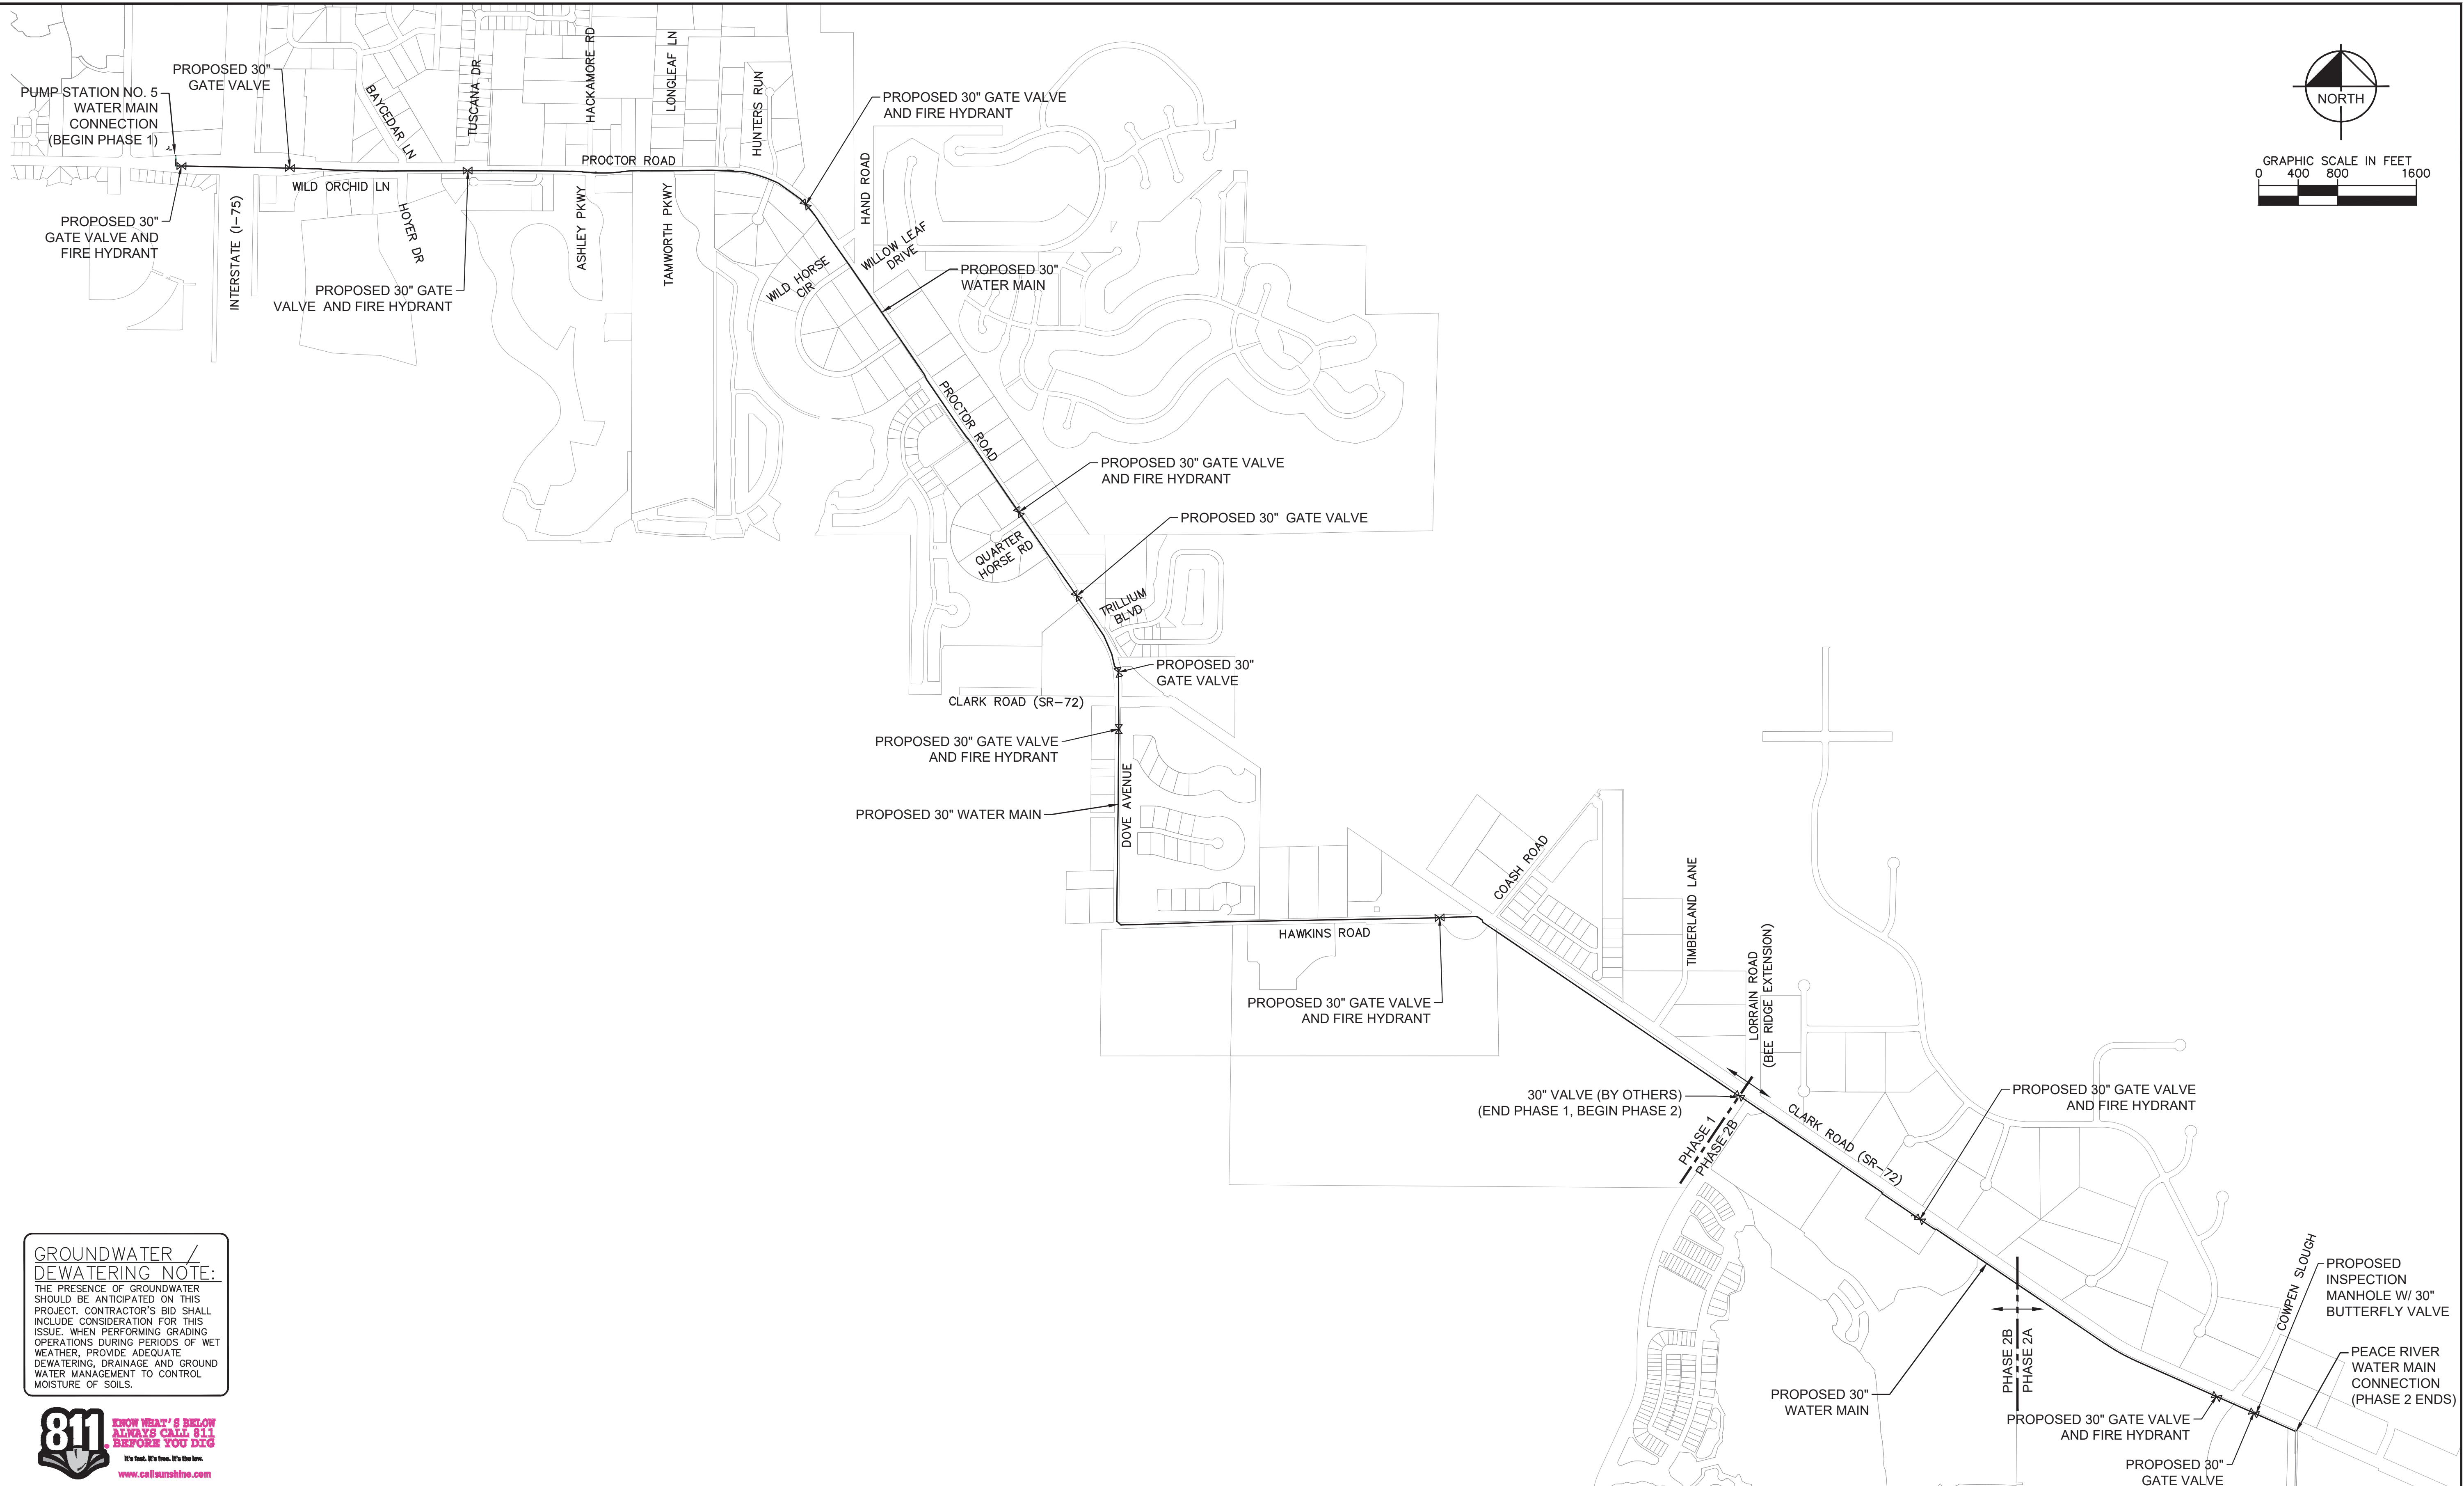 PROPOSED 30"
GATE VALVE
PUMP STATION NO. 5
WATER MAIN
CONNECTION
(BEGIN PHASE 1)
BAYCEDAR LN
TUSCANA DR
HACKAMORE RD
LONGLEAF LN
HUNTERS RUN
PROPOSED 30" GATE VALVE
AND FIRE HYDRANT
NORTH
GRAPHIC SCALE IN FEET
0 400 800 1600
PROCTOR ROAD
HAND ROAD
WILD ORCHID LN
HOYER DR
INTERSTATE (I-75)
PROPOSED 30"
GATE VALVE AND
FIRE HYDRANT
PROPOSED 30" GATE
VALVE AND FIRE HYDRANT
ASHLEY PKWY
TAMWORTH PKWY
WILD HORSE
CIR
WILLOW LEAF
DRIVE
PROPOSED 30"
WATER MAIN
PROCTOR ROAD
PROPOSED 30" GATE VALVE
AND FIRE HYDRANT
PROPOSED 30" GATE VALVE
QUARTER
HORSE RD
TRILLIUM
BLVD
PROPOSED 30"
GATE VALVE
CLARK ROAD (SR-72)
PROPOSED 30" GATE VALVE
AND FIRE HYDRANT
PROPOSED 30" WATER MAIN
DOVE AVENUE
HAWKINS ROAD
COASH ROAD
TIMBERLAND LANE
LORRAIN ROAD
(BEE RIDGE EXTENSION)
PROPOSED 30" GATE VALVE
AND FIRE HYDRANT
30" VALVE (BY OTHERS)
(END PHASE 1, BEGIN PHASE 2)
PHASE 1
PHASE 2B
CLARK ROAD (SR-72)
PROPOSED 30" GATE VALVE
AND FIRE HYDRANT
COWPEN SLOUGH
PROPOSED
INSPECTION
MANHOLE W/ 30"
BUTTERFLY VALVE
PHASE 2B
PHASE 2A
PEACE RIVER
WATER MAIN
CONNECTION
(PHASE 2 ENDS)
PROPOSED 30"
WATER MAIN
PROPOSED 30" GATE VALVE
AND FIRE HYDRANT
PROPOSED 30"
GATE VALVE
GROUNDWATER /
DEWATERING NOTE:
THE PRESENCE OF GROUNDWATER
SHOULD BE ANTICIPATED ON THIS
PROJECT. CONTRACTOR'S BID SHALL
INCLUDE CONSIDERATION FOR THIS
ISSUE. WHEN PERFORMING GRADING
OPERATIONS DURING PERIODS OF WET
WEATHER, PROVIDE ADEQUATE
DEWATERING, DRAINAGE AND GROUND
WATER MANAGEMENT TO CONTROL
MOISTURE OF SOILS.
811
KNOW WHAT'S BELOW
ALWAYS CALL 811
BEFORE YOU DIG
It's fast. It's free. It's the law.
www.callsunshine.com